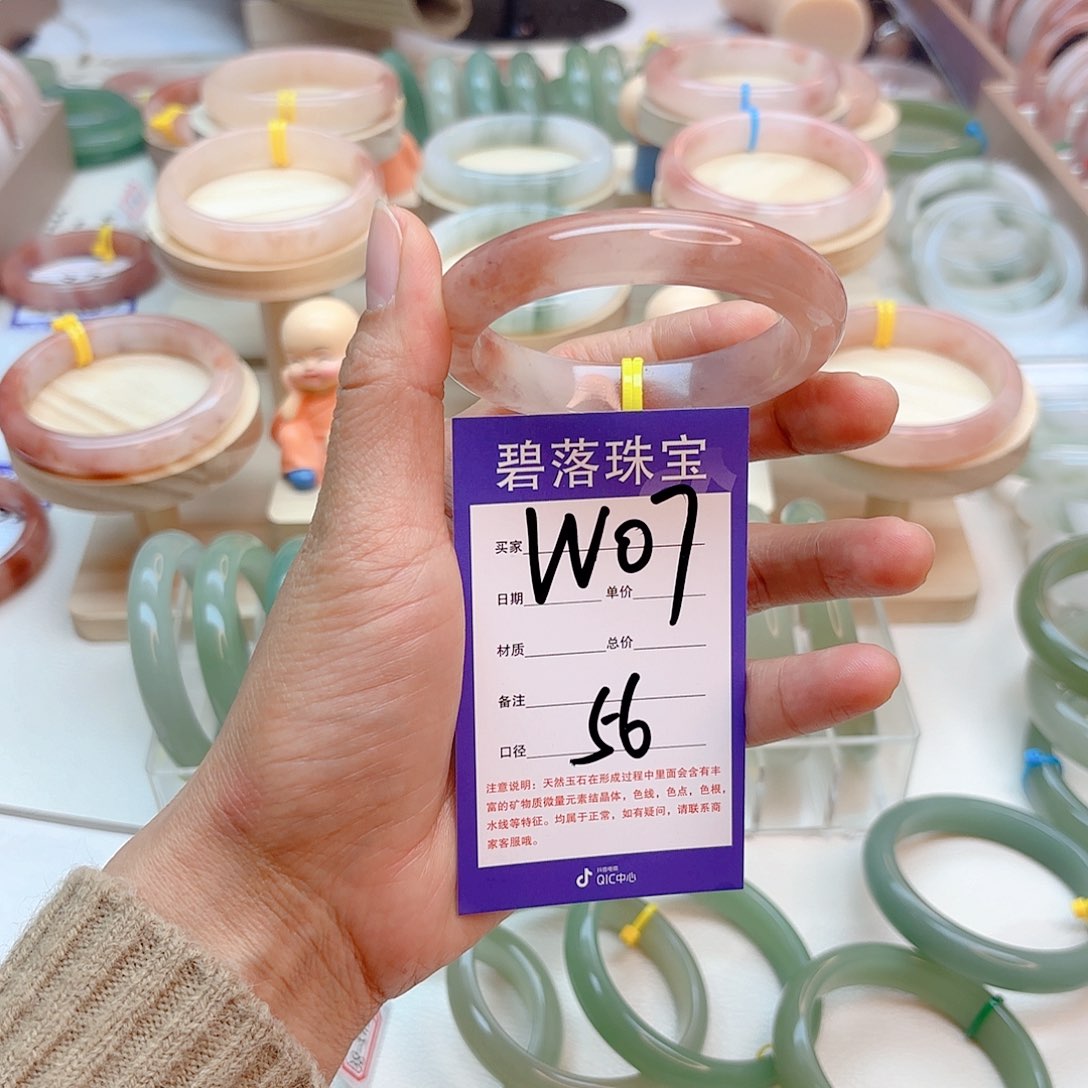 碧落珠宝
买家 W07
日期 单价
材质 总价
备注
口径 56
注意说明：天然玉石在形成过程中里面会含有丰
富的矿物质微量元素结晶体，色线，色点，色根，
水线等特征。均属于正常，如有疑问，请联系商
家客服哦。
抖音电商
QIC中心